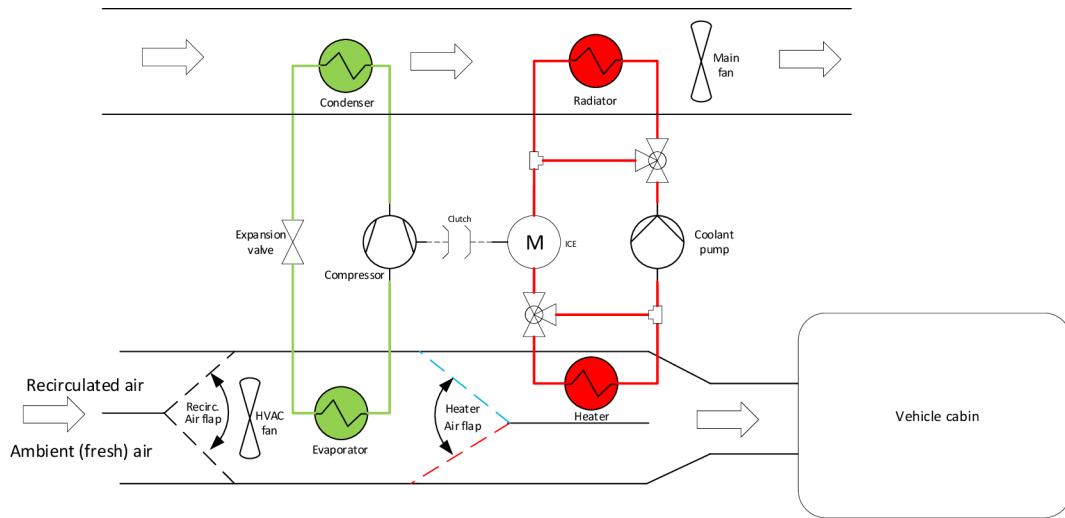 Condenser
Radiator
Main
fan
Expansion
valve
Compressor
Clutch
M
ICE
Coolant
pump
Recirculated air
Ambient (fresh) air
Recirc.
Air flap
HVAC
fan
Evaporator
Heater
Air flap
Heater
Vehicle cabin